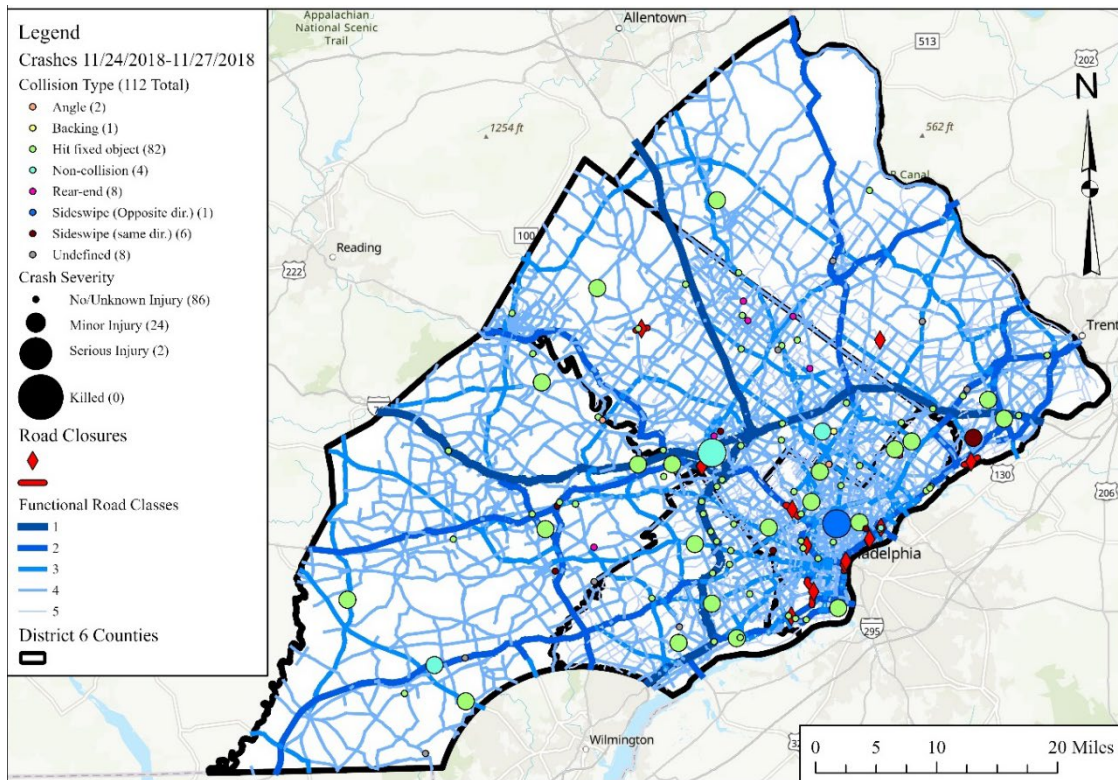 Legend
Crashes 11/24/2018-11/27/2018
Collision Type (112 Total)
Angle (2)
Backing (1)
Hit fixed object (82)
Non-collision (4)
Rear-end (8)
Sideswipe (Opposite dir.) (1)
Sideswipe (same dir.) (6)
Undefined (8)
Crash Severity
No/Unknown Injury (86)
Minor Injury (24)
Serious Injury (2)
Killed (0)
Road Closures
Functional Road Classes
1
2
3
4
5
District 6 Counties
Appalachian
National Scenic
Trail
Allentown
513
202
N
1254 ft
562 ft
Canal
100
Reading
222
Trent
130
206
adelphia
295
Wilmington
0 5 10 20 Miles